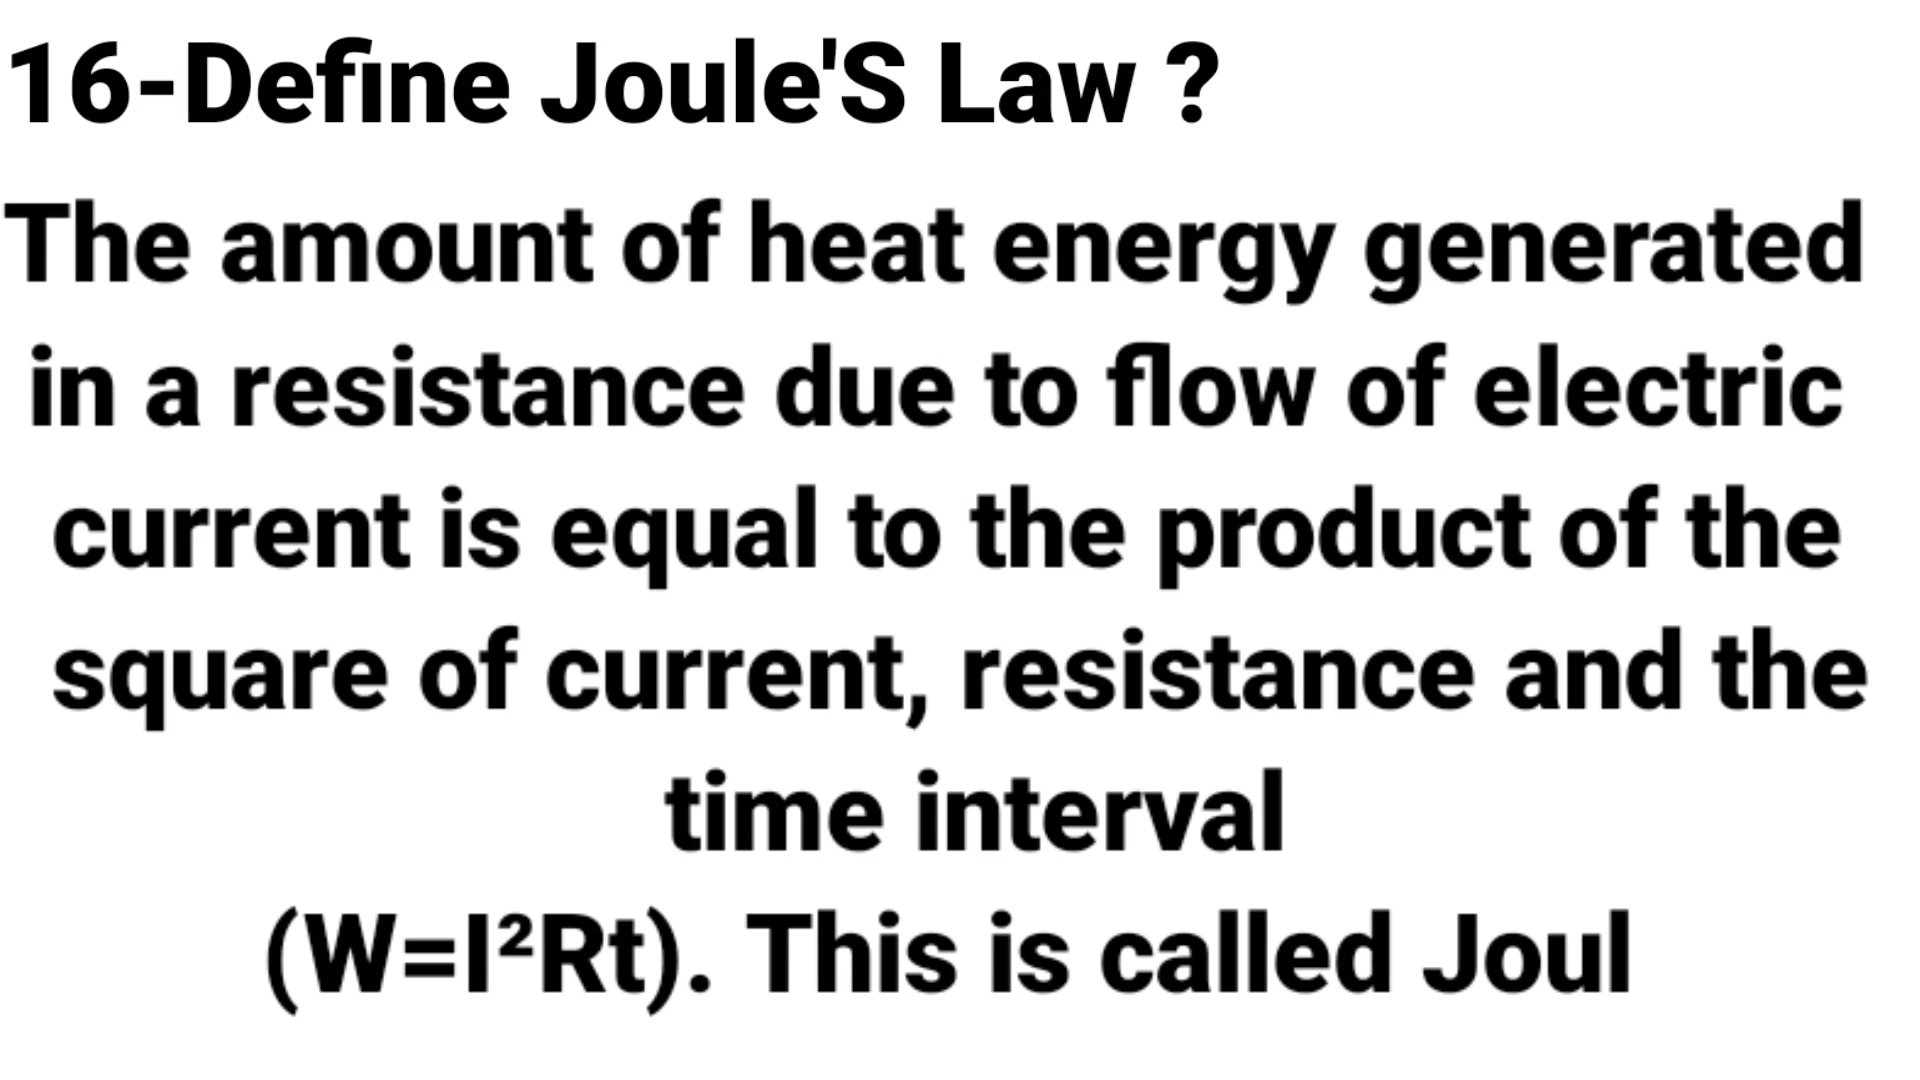 16-Define Joule'S Law ?
The amount of heat energy generated
in a resistance due to flow of electric
current is equal to the product of the
square of current, resistance and the
time interval
(W=I²Rt). This is called Joul